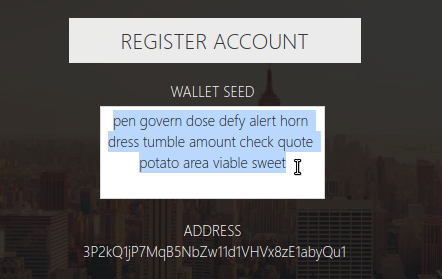 REGISTER ACCOUNT
WALLET SEED
pen govern dose defy alert horn
dress tumble amount check quote
potato area viable sweet
ADDRESS
3P2kQ1jP7MqB5NbZw11d1VHVx8zE1abyQu1